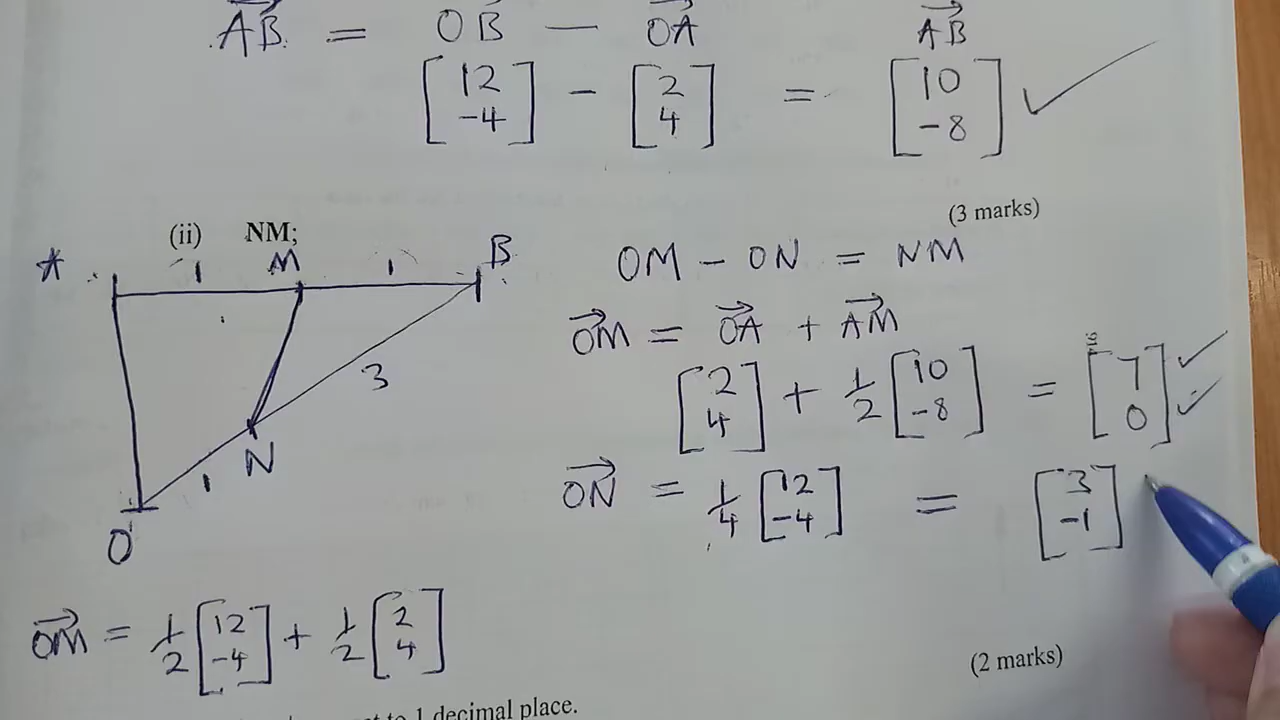 AB = OB - OA AB
[12 -4] - [2 4] = [10 -8] ✓
(3 marks)
(ii) NM;
A 1 M 1 B
3
N
1
O
OM - ON = NM
OM = OA + AM
[2 4] + 1/2 [10 -8] = [7 0] ✓ ✓
ON = 1/4 [12 -4] = [3 -1]
OM = 1/2 [12 -4] + 1/2 [2 4]
(2 marks)
to 1 decimal place.